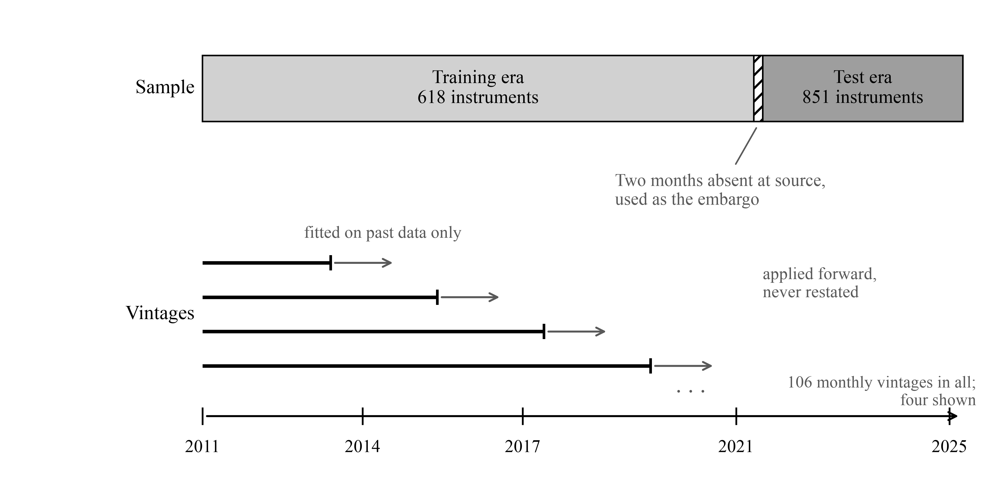 Sample
Training era
618 instruments
Test era
851 instruments
Two months absent at source,
used as the embargo
fitted on past data only
applied forward,
never restated
Vintages
. . .
106 monthly vintages in all;
four shown
2011
2014
2017
2021
2025